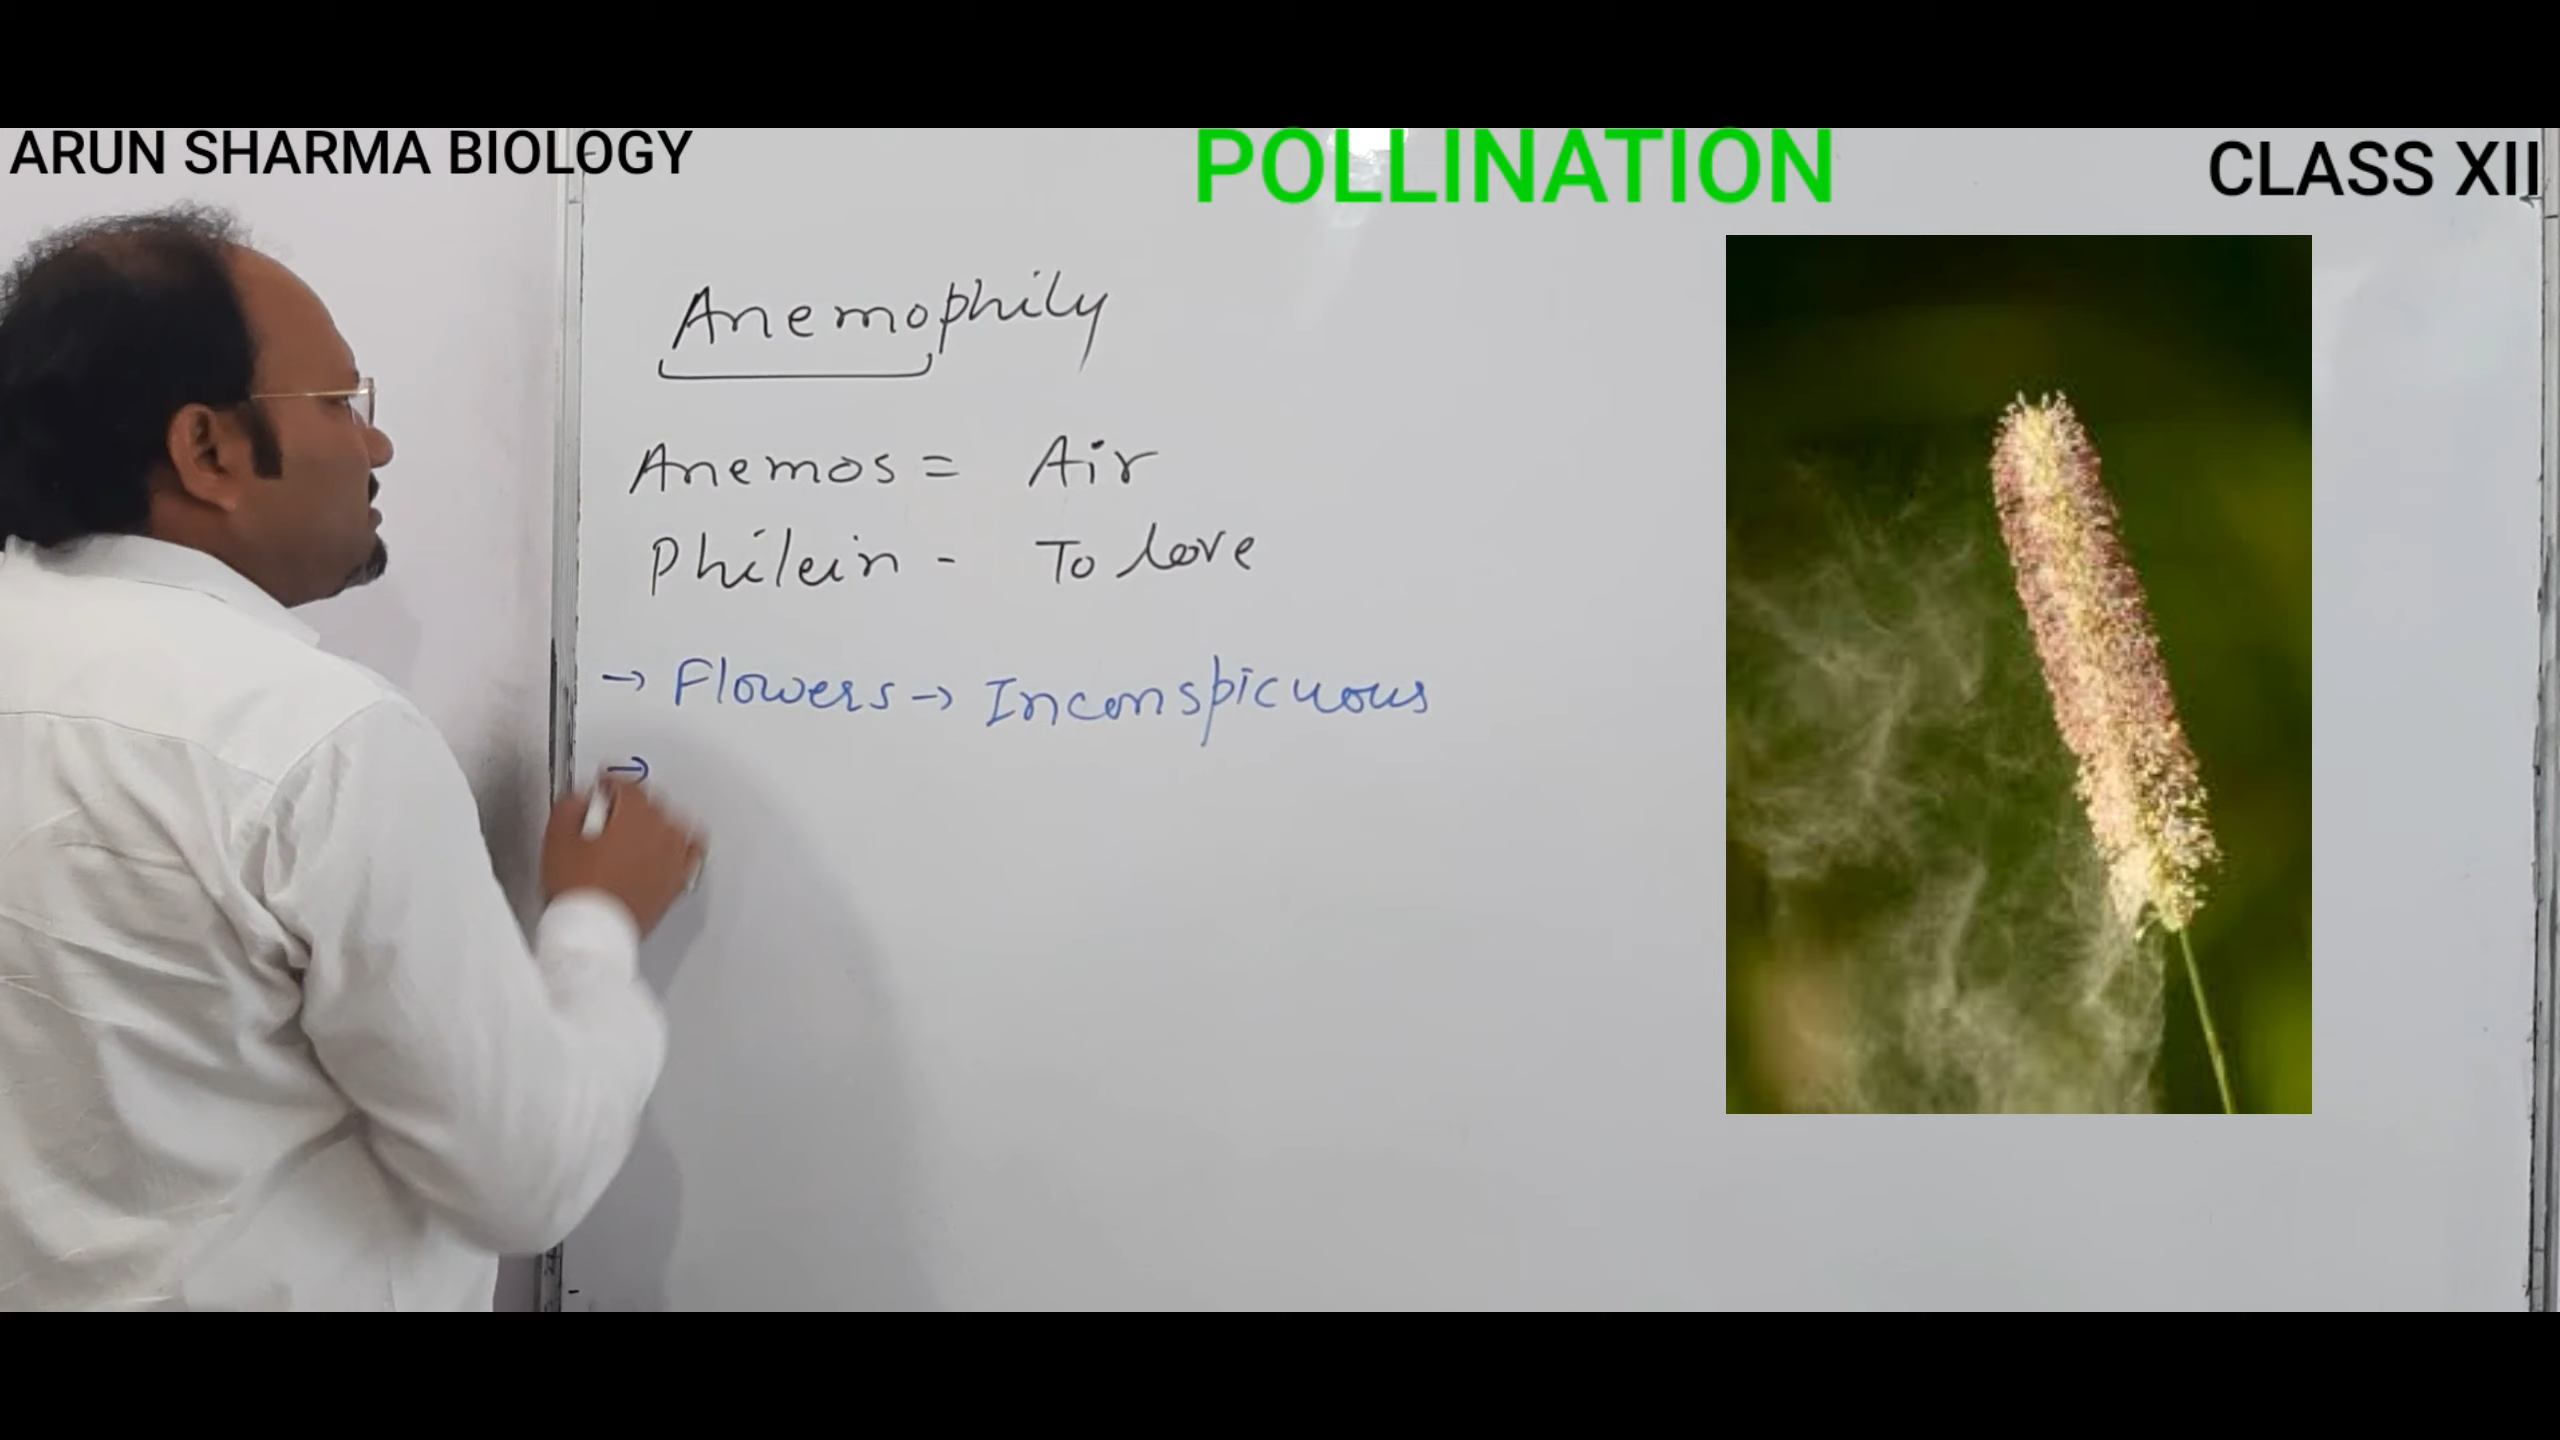 ARUN SHARMA BIOLOGY
POLLINATION
CLASS XII
Anemophily
Anemos = Air
Philein - To love
→ Flowers → Inconspicuous
→